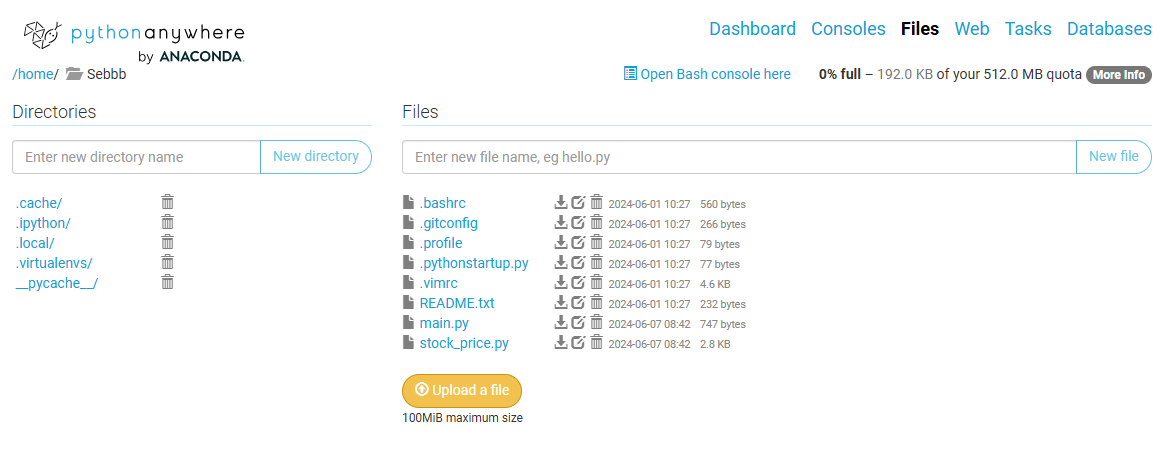 pythonanywhere
by ANACONDA.
Dashboard Consoles Files Web Tasks Databases
/home/ Sebbb
Open Bash console here 0% full – 192.0 KB of your 512.0 MB quota More Info
Directories
Enter new directory name New directory
.cache/
.ipython/
.local/
.virtualenvs/
__pycache__/
Files
Enter new file name, eg hello.py New file
.bashrc 2024-06-01 10:27 560 bytes
.gitconfig 2024-06-01 10:27 266 bytes
.profile 2024-06-01 10:27 79 bytes
.pythonstartup.py 2024-06-01 10:27 77 bytes
.vimrc 2024-06-01 10:27 4.6 KB
README.txt 2024-06-01 10:27 232 bytes
main.py 2024-06-07 08:42 747 bytes
stock_price.py 2024-06-07 08:42 2.8 KB
Upload a file
100MiB maximum size